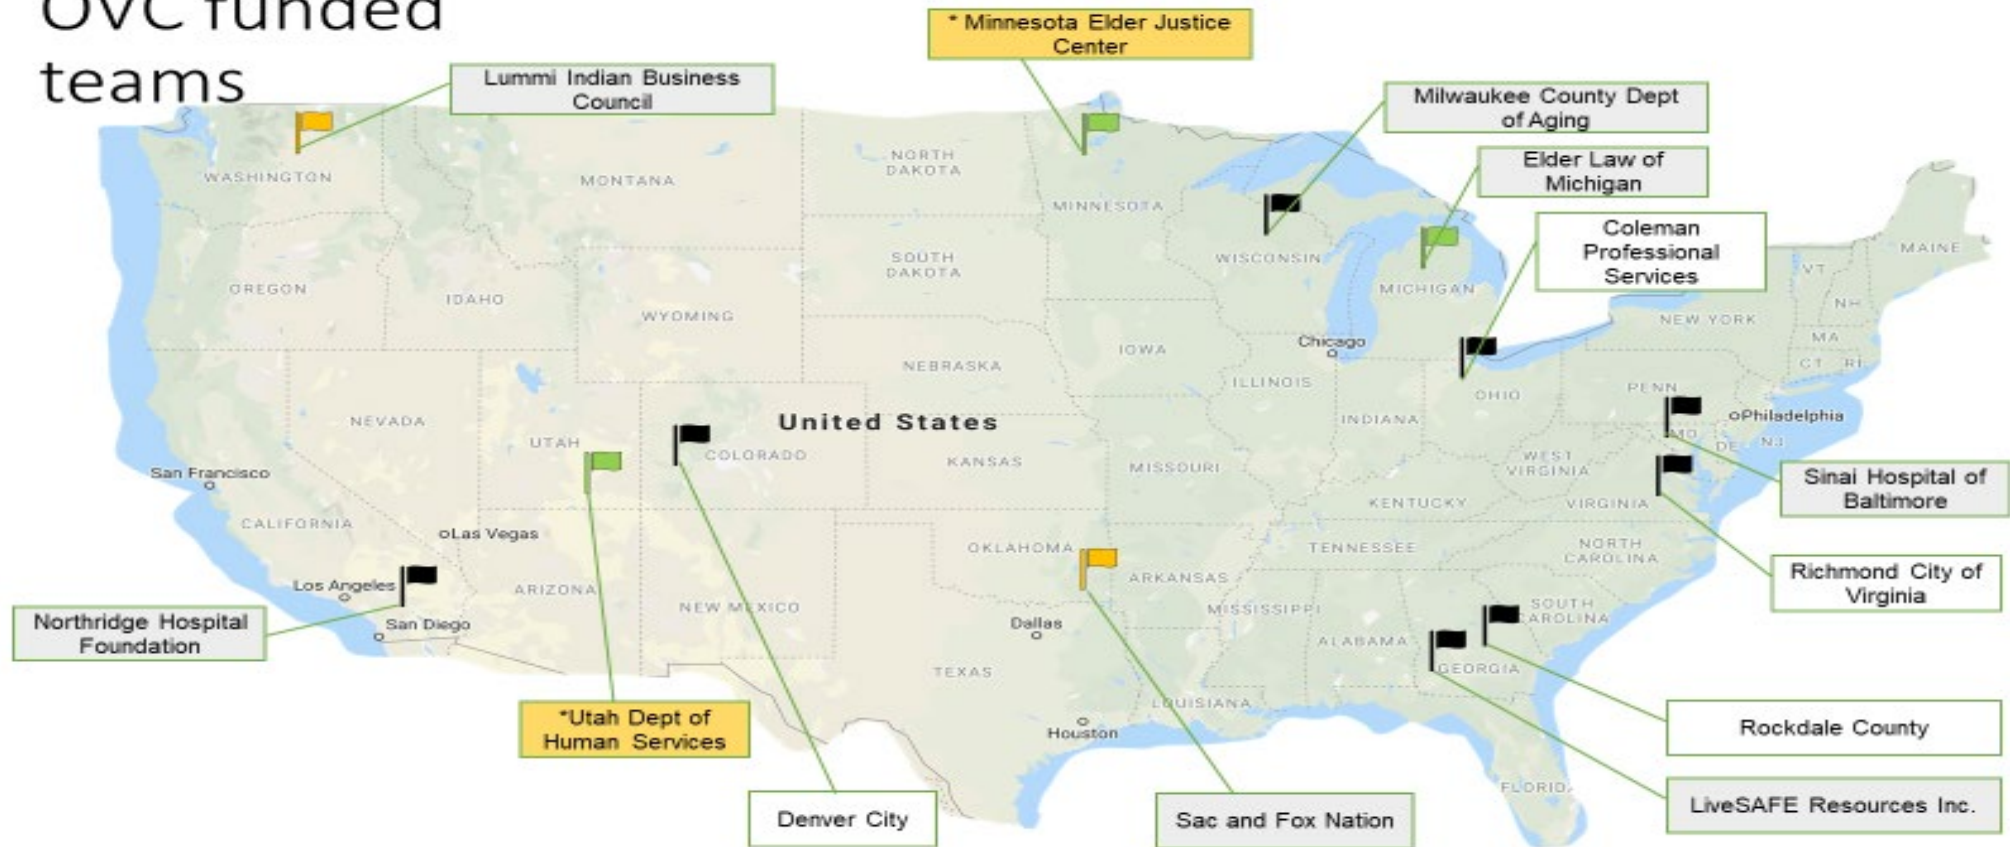 OVC funded
teams
* Minnesota Elder Justice
Center
Lummi Indian Business
Council
Milwaukee County Dept
of Aging
Elder Law of
Michigan
Coleman
Professional
Services
WASHINGTON
MONTANA
NORTH
DAKOTA
MINNESOTA
OREGON
IDAHO
SOUTH
DAKOTA
WISCONSIN
MICHIGAN
MAINE
VT
NH
WYOMING
NEW YORK
MA
CT
RI
Chicago
IOWA
NEBRASKA
ILLINOIS
INDIANA
OHIO
PENN
Philadelphia
NEVADA
UTAH
United States
COLORADO
KANSAS
MISSOURI
WEST
VIRGINIA
MD
DE
NJ
San Francisco
KENTUCKY
VIRGINIA
Sinai Hospital of
Baltimore
CALIFORNIA
Las Vegas
OKLAHOMA
TENNESSEE
NORTH
CAROLINA
Los Angeles
ARIZONA
NEW MEXICO
ARKANSAS
MISSISSIPPI
SOUTH
CAROLINA
Richmond City of
Virginia
Northridge Hospital
Foundation
San Diego
Dallas
ALABAMA
GEORGIA
TEXAS
LOUISIANA
Houston
*Utah Dept of
Human Services
Rockdale County
FLORID
Denver City
Sac and Fox Nation
LiveSAFE Resources Inc.